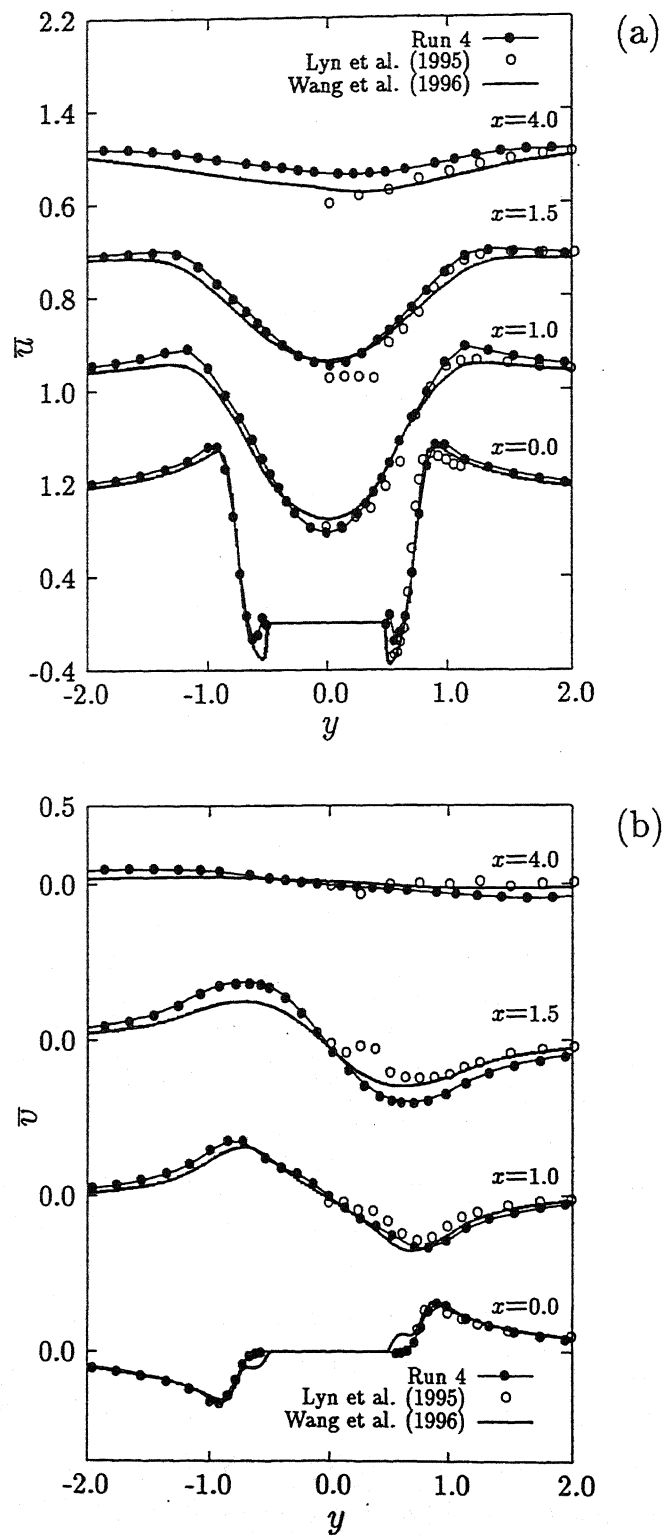 (a)
2.2
1.4
0.6
0.8
1.0
1.2
0.4
-0.4
u̅
Run 4
Lyn et al. (1995)
Wang et al. (1996)
x=4.0
x=1.5
x=1.0
x=0.0
-2.0 -1.0 0.0 1.0 2.0
y
(b)
0.5
0.0
0.0
0.0
0.0
v̅
x=4.0
x=1.5
x=1.0
x=0.0
Run 4
Lyn et al. (1995)
Wang et al. (1996)
-2.0 -1.0 0.0 1.0 2.0
y